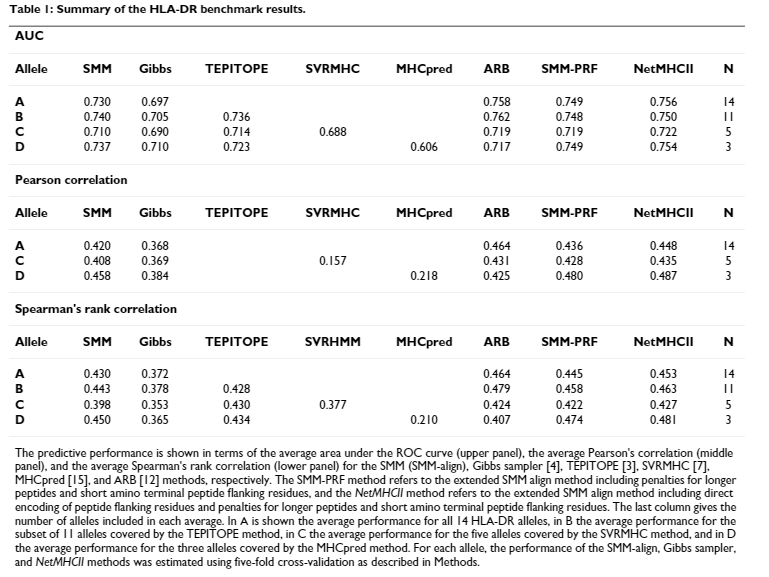 Table 1: Summary of the HLA-DR benchmark results.
AUC
Allele SMM Gibbs TEPITOPE SVRMHC MHCpred ARB SMM-PRF NetMHCII N
A 0.730 0.697 0.758 0.749 0.756 14
B 0.740 0.705 0.736 0.762 0.748 0.750 11
C 0.710 0.690 0.714 0.688 0.719 0.719 0.722 5
D 0.737 0.710 0.723 0.606 0.717 0.749 0.754 3
Pearson correlation
Allele SMM Gibbs TEPITOPE SVRMHC MHCpred ARB SMM-PRF NetMHCII N
A 0.420 0.368 0.464 0.436 0.448 14
C 0.408 0.369 0.157 0.431 0.428 0.435 5
D 0.458 0.384 0.218 0.425 0.480 0.487 3
Spearman's rank correlation
Allele SMM Gibbs TEPITOPE SVRHMM MHCpred ARB SMM-PRF NetMHCII N
A 0.430 0.372 0.464 0.445 0.453 14
B 0.443 0.378 0.428 0.479 0.458 0.463 11
C 0.398 0.353 0.430 0.377 0.424 0.422 0.427 5
D 0.450 0.365 0.434 0.210 0.407 0.474 0.481 3
The predictive performance is shown in terms of the average area under the ROC curve (upper panel), the average Pearson's correlation (middle
panel), and the average Spearman's rank correlation (lower panel) for the SMM (SMM-align), Gibbs sampler [4], TEPITOPE [3], SVRMHC [7],
MHCpred [15], and ARB [12] methods, respectively. The SMM-PRF method refers to the extended SMM align method including penalties for longer
peptides and short amino terminal peptide flanking residues, and the NetMHCII method refers to the extended SMM align method including direct
encoding of peptide flanking residues and penalties for longer peptides and short amino terminal peptide flanking residues. The last column gives the
number of alleles included in each average. In A is shown the average performance for all 14 HLA-DR alleles, in B the average performance for the
subset of 11 alleles covered by the TEPITOPE method, in C the average performance for the five alleles covered by the SVRMHC method, and in D
the average performance for the three alleles covered by the MHCpred method. For each allele, the performance of the SMM-align, Gibbs sampler,
and NetMHCII methods was estimated using five-fold cross-validation as described in Methods.